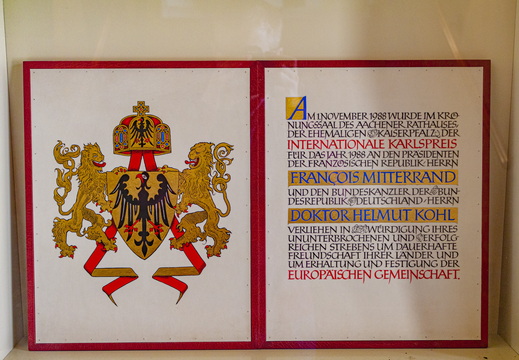 AM 1.NOVEMBER 1988 WURDE IM KRÖ-
NUNGSSAAL DES AACHENER RATHAUSES,
DER EHEMALIGEN KAISERPFALZ, DER
INTERNATIONALE KARLSPREIS
FÜR DAS JAHR 1988 AN DEN PRÄSIDENTEN
DER FRANZÖSISCHEN REPUBLIK HERRN
FRANÇOIS MITTERRAND
UND DEN BUNDESKANZLER DER BUN-
DESREPUBLIK DEUTSCHLAND HERRN
DOKTOR HELMUT KOHL
VERLIEHEN IN WÜRDIGUNG IHRES
UNUNTERBROCHENEN UND ERFOLG
REICHEN STREBENS UM DAUERHAFTE
FREUNDSCHAFT IHRER LÄNDER UND
UM ERHALTUNG UND FESTIGUNG DER
EUROPÄISCHEN GEMEINSCHAFT.